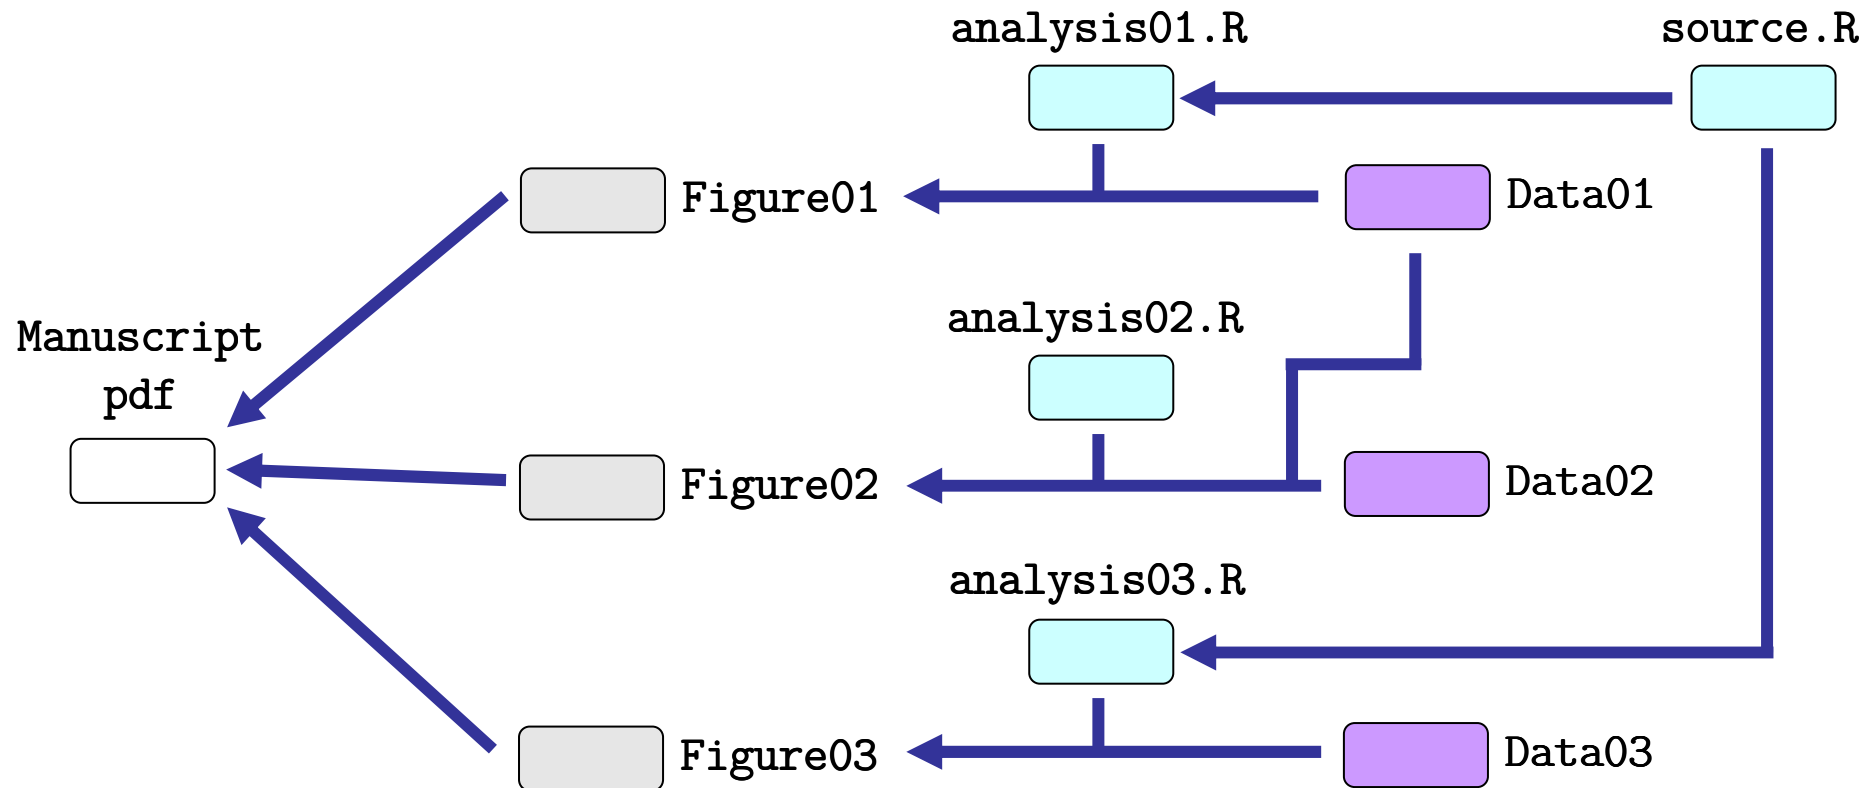 analysis01.R
source.R
Figure01
Data01
Manuscript
pdf
analysis02.R
Figure02
Data02
analysis03.R
Figure03
Data03